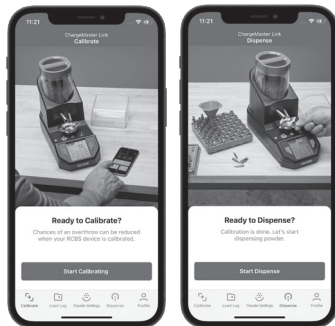 11:21
ChargeMaster Link
Calibrate
Ready to Calibrate?
Chances of an overthrow can be reduced
when your RCBS device is calibrated.
Start Calibrating
Calibrate Load Log Powder Settings Dispense Profile
11:21
ChargeMaster Link
Dispense
Ready to Dispense?
Calibration is done. Let's start
dispensing powder.
Start Dispense
Calibrate Load Log Powder Settings Dispense Profile